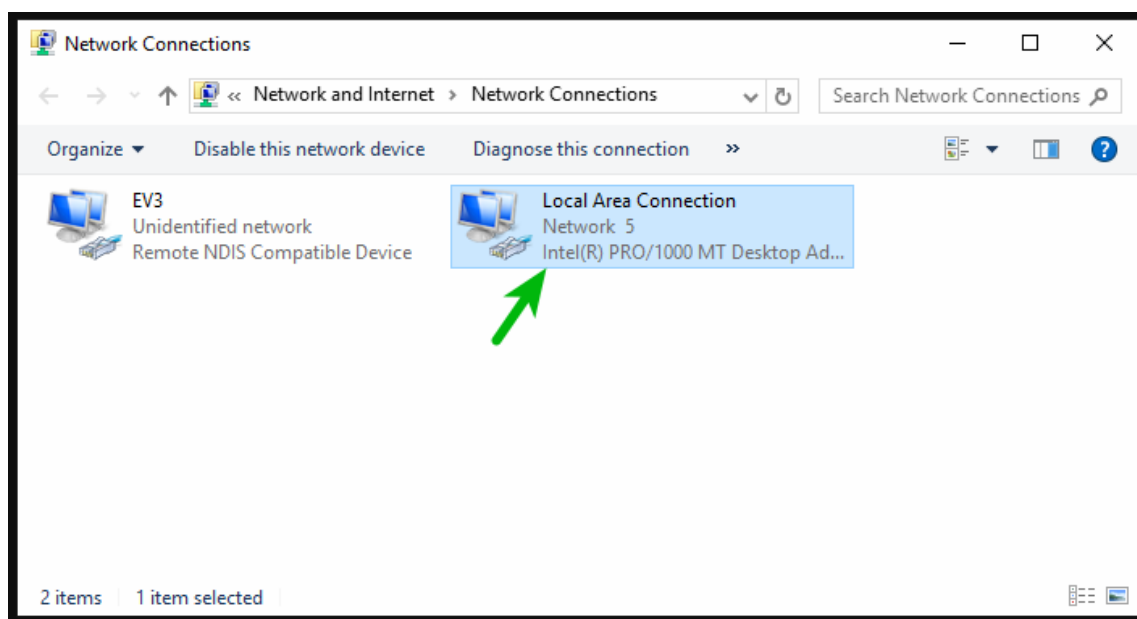 Network Connections
« Network and Internet › Network Connections
Search Network Connections
Organize
Disable this network device
Diagnose this connection
»
EV3
Unidentified network
Remote NDIS Compatible Device
Local Area Connection
Network 5
Intel(R) PRO/1000 MT Desktop Ad...
2 items
1 item selected